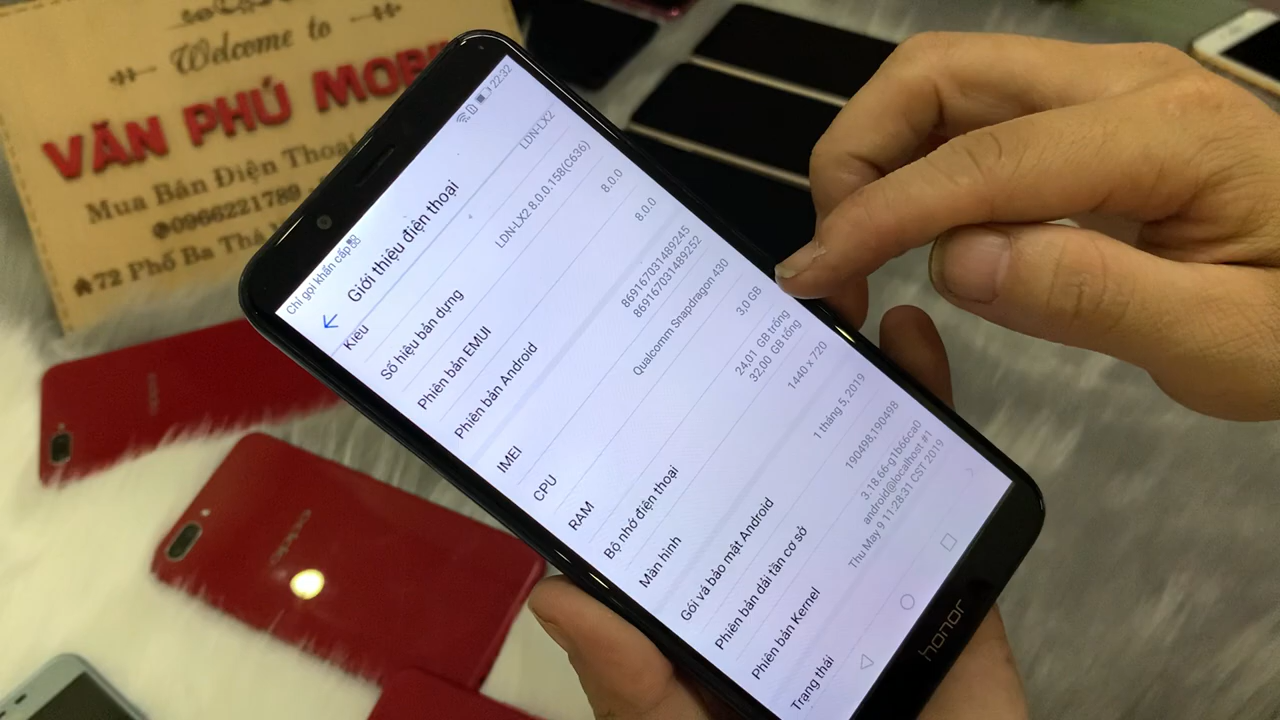 Welcome to
VĂN PHÚ MOBI
Mua Bán Điện Thoại
0966221789
72 Phố Ba Thá
Chỉ gọi khẩn cấp
22:32
Giới thiệu điện thoại
Kiểu LDN-LX2
Số hiệu bản dựng LDN-LX2 8.0.0.158(C636)
Phiên bản EMUI 8.0.0
Phiên bản Android 8.0.0
IMEI 869167031489245
869167031489252
CPU Qualcomm Snapdragon 430
RAM 3,0 GB
Bộ nhớ điện thoại 24,01 GB trống
32,00 GB tổng
Màn hình 1440 x 720
Gói vá bảo mật Android 1 tháng 5, 2019
Phiên bản dải tần cơ sở 190498,190498
Phiên bản Kernel 3.18.66-g1b66ca0
android@localhost #1
Thu May 9 11:28:31 CST 2019
Trạng thái
honor
oppo
oppo